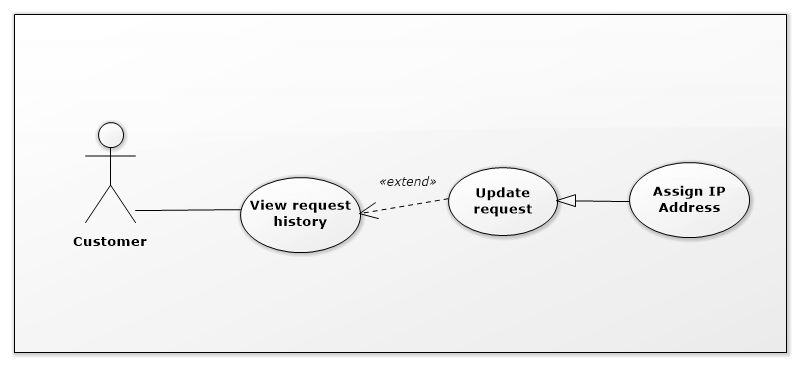 «extend»
Update
request
Assign IP
Address
View request
history
Customer